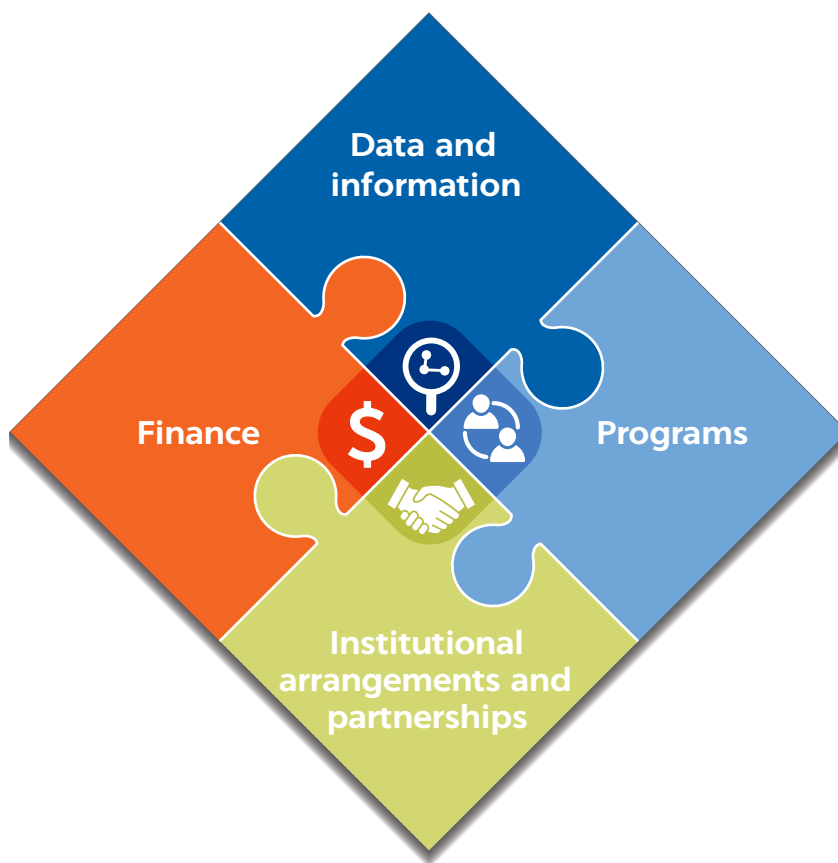 Data and
information
Finance
$
Programs
Institutional
arrangements and
partnerships